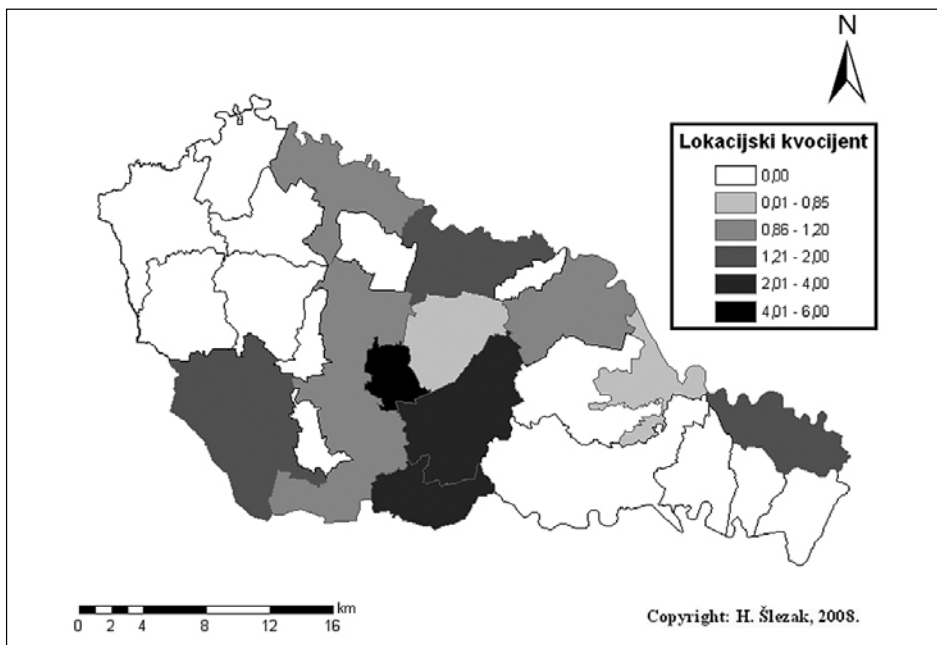 N
Lokacijski kvocijent
0,00
0,01 - 0,85
0,86 - 1,20
1,21 - 2,00
2,01 - 4,00
4,01 - 6,00
km
0 2 4 8 12 16
Copyright: H. Šlezak, 2008.